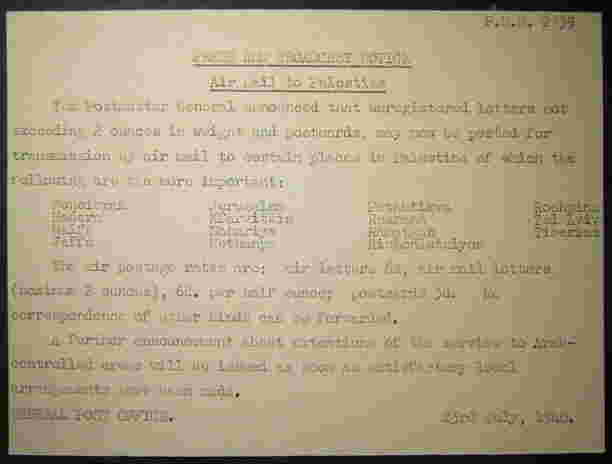 P.N.
PRESS AND BROADCAST NOTICE
Air Mail to Palestine
The Postmaster General announced that unregistered letters not
exceeding 2 ounces in weight and postcards, may now be posted for
transmission by air mail to certain places in Palestine of which the
following are the more important:
Jerusalem Rehovoth
Hadera Tel Aviv
Haifa Nahariya Tiberias
Jaffa Nathanya
The air postage rates are; air letters 6d, air mail letters
(maximum 2 ounces), 6d. per half ounce; postcards 3d. No
correspondence of other kinds can be forwarded.
A further announcement about extentions of the service to Arab-
controlled areas will be issued as soon as satisfactory local
arrangements have been made.
GENERAL POST OFFICE. 23rd July,